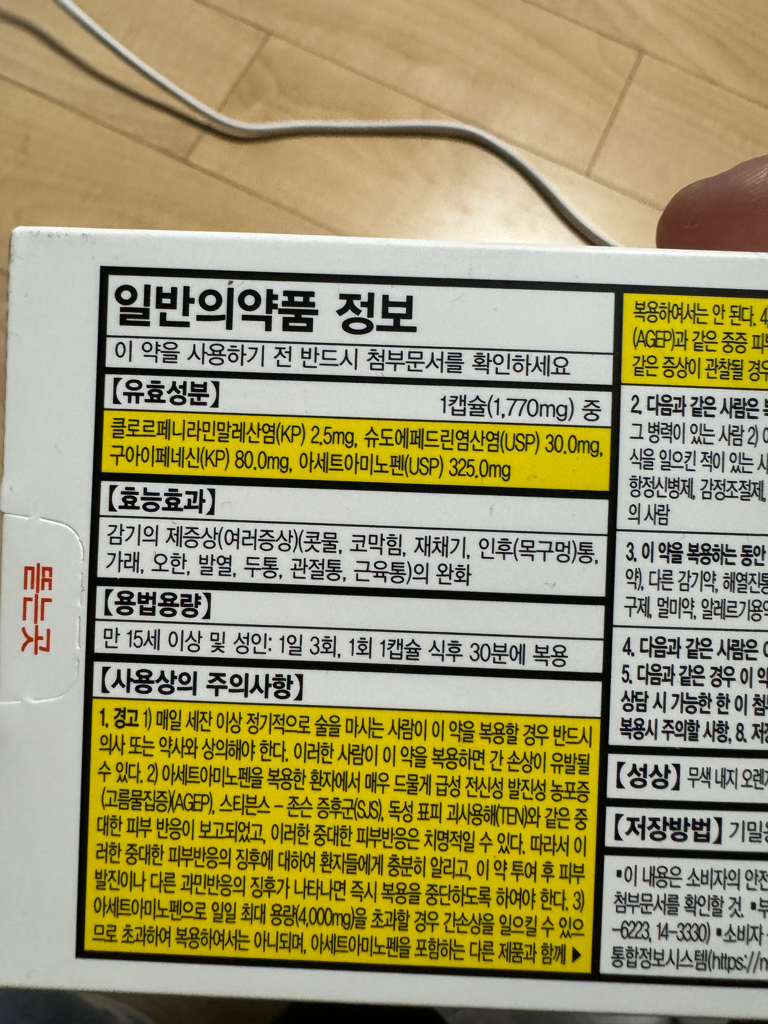 일반의약품 정보
이 약을 사용하기 전 반드시 첨부문서를 확인하세요
【유효성분】 1캡슐(1,770mg) 중
클로르페니라민말레산염(KP) 2.5mg, 슈도에페드린염산염(USP) 30.0mg,
구아이페네신(KP) 80.0mg, 아세트아미노펜(USP) 325.0mg
【효능효과】
감기의 제증상(여러증상)(콧물, 코막힘, 재채기, 인후(목구멍)통,
가래, 오한, 발열, 두통, 관절통, 근육통)의 완화
【용법용량】
만 15세 이상 및 성인: 1일 3회, 1회 1캡슐 식후 30분에 복용
【사용상의 주의사항】
1. 경고 1) 매일 세잔 이상 정기적으로 술을 마시는 사람이 이 약을 복용할 경우 반드시
의사 또는 약사와 상의해야 한다. 이러한 사람이 이 약을 복용하면 간 손상이 유발될
수 있다. 2) 아세트아미노펜을 복용한 환자에서 매우 드물게 급성 전신성 발진성 농포증
(고름물집증)(AGEP), 스티븐스 – 존슨 증후군(SJS), 독성 표피 괴사용해(TEN)와 같은 중
대한 피부 반응이 보고되었고, 이러한 중대한 피부반응은 치명적일 수 있다. 따라서 이
러한 중대한 피부반응의 징후에 대하여 환자들에게 충분히 알리고, 이 약 투여 후 피부
발진이나 다른 과민반응의 징후가 나타나면 즉시 복용을 중단하도록 하여야 한다. 3)
아세트아미노펜으로 일일 최대 용량(4,000mg)을 초과할 경우 간손상을 일으킬 수 있으
므로 초과하여 복용하여서는 아니되며, 아세트아미노펜을 포함하는 다른 제품과 함께 ▶
복용하여서는 안 된다. 4
(AGEP)과 같은 중증 피
같은 증상이 관찰될 경우
2. 다음과 같은 사람은
그 병력이 있는 사람 2)
식을 일으킨 적이 있는
항정신병제, 감정조절제,
의 사람
3. 이 약을 복용하는 동안
약), 다른 감기약, 해열진통
구제, 멀미약, 알레르기용
4. 다음과 같은 사람은
5. 다음과 같은 경우 이 약
상담 시 가능한 한 이 첨
복용시 주의할 사항, 8. 저
【성상】 무색 내지 오렌지
【저장방법】 기밀용
▪이 내용은 소비자의 안전
첨부문서를 확인할 것. ▪부
-6223, 14-3330) ▪소비자
통합정보시스템(https://n
뜯는곳